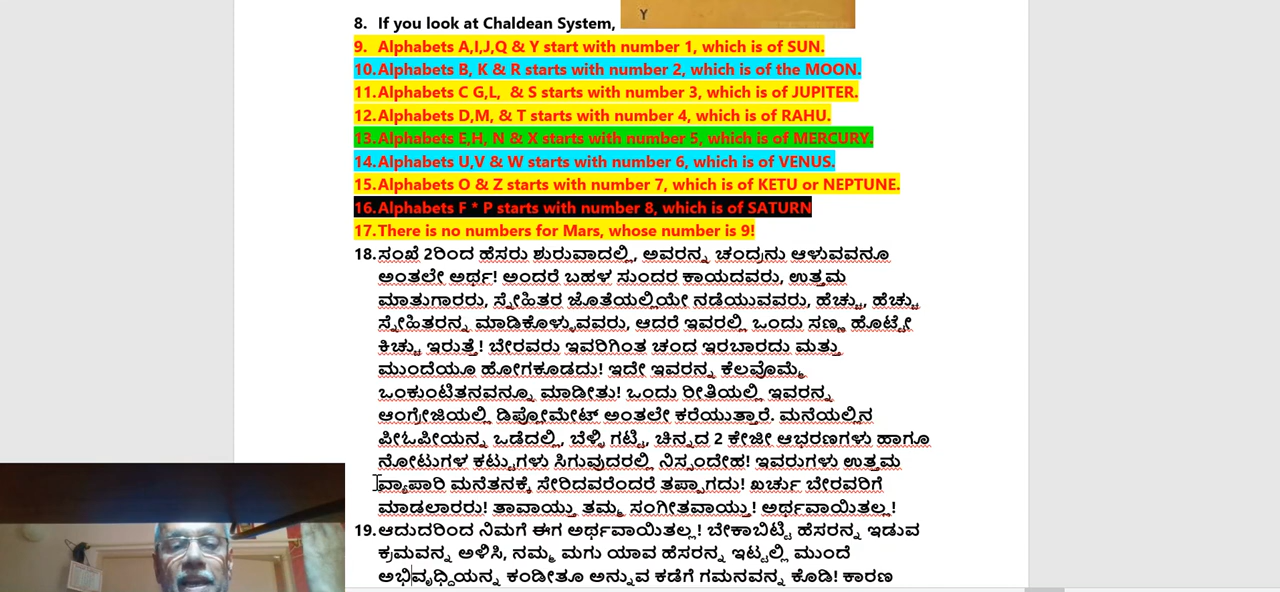 Y
8. If you look at Chaldean System,
9. Alphabets A,I,J,Q & Y start with number 1, which is of SUN.
10.Alphabets B, K & R starts with number 2, which is of the MOON.
11.Alphabets C G,L,  & S starts with number 3, which is of JUPITER.
12.Alphabets D,M, & T starts with number 4, which is of RAHU.
13.Alphabets E,H, N & X starts with number 5, which is of MERCURY.
14.Alphabets U,V & W starts with number 6, which is of VENUS.
15.Alphabets O & Z starts with number 7, which is of KETU or NEPTUNE.
16.Alphabets F * P starts with number 8, which is of SATURN
17.There is no numbers for Mars, whose number is 9!
18.ಸಂಖೆ 2ರಿಂದ ಹೆಸರು ಶುರುವಾದಲ್ಲಿ, ಅವರನ್ನ ಚಂದ್ರನು ಆಳುವವನೂ
ಅಂತಲೇ ಅರ್ಥ! ಅಂದರೆ ಬಹಳ ಸುಂದರ ಕಾಯದವರು, ಉತ್ತಮ
ಮಾತುಗಾರರು, ಸ್ನೇಹಿತರ ಜೊತೆಯಲ್ಲಿಯೇ ನಡೆಯುವವರು, ಹೆಚ್ಚು, ಹೆಚ್ಚು
ಸ್ನೇಹಿತರನ್ನ ಮಾಡಿಕೊಳ್ಳುವವರು, ಆದರೆ ಇವರಲ್ಲಿ ಒಂದು ಸಣ್ಣ ಹೊಟ್ಟೇ
ಕಿಚ್ಚು ಇರುತ್ತೆ! ಬೇರವರು ಇವರಿಗಿಂತ ಚಂದ ಇರಬಾರದು ಮತ್ತು
ಮುಂದೆಯೂ ಹೋಗಕೂಡದು! ಇದೇ ಇವರನ್ನ ಕೆಲವೊಮ್ಮೆ
ಒಂಕುಂಟಿತನವನ್ನೂ ಮಾಡೀತು! ಒಂದು ರೀತಿಯಲ್ಲಿ ಇವರನ್ನ
ಆಂಗ್ರೇಜಿಯಲ್ಲಿ ಡಿಪ್ಲೋಮೇಟ್ ಅಂತಲೇ ಕರೆಯುತ್ತಾರೆ. ಮನೆಯಲ್ಲಿನ
ಪೀಓಪೀಯನ್ನ ಒಡೆದಲ್ಲಿ, ಬೆಳ್ಳಿ ಗಟ್ಟಿ, ಚಿನ್ನದ 2 ಕೇಜೀ ಆಭರಣಗಳು ಹಾಗೂ
ನೋಟುಗಳ ಕಟ್ಟುಗಳು ಸಿಗುವುದರಲ್ಲಿ ನಿಸ್ಸಂದೇಹ! ಇವರುಗಳು ಉತ್ತಮ
ವ್ಯಾಪಾರಿ ಮನೆತನಕ್ಕೆ ಸೇರಿದವರೆಂದರೆ ತಪ್ಪಾಗದು! ಖರ್ಚು ಬೇರವರಿಗೆ
ಮಾಡಲಾರರು! ತಾವಾಯ್ತು ತಮ್ಮ ಸಂಗೀತವಾಯ್ತು! ಅರ್ಥವಾಯಿತಲ್ಲ!
19.ಆದುದರಿಂದ ನಿಮಗೆ ಈಗ ಅರ್ಥವಾಯಿತಲ್ಲ! ಬೇಕಾಬಿಟ್ಟಿ ಹೆಸರನ್ನ ಇಡುವ
ಕ್ರಮವನ್ನ ಅಳಿಸಿ, ನಮ್ಮ ಮಗು ಯಾವ ಹೆಸರನ್ನ ಇಟ್ಟಲ್ಲಿ ಮುಂದೆ
ಅಭಿವೃಧ್ಧಿಯನ್ನ ಕಂಡೀತೂ ಅನ್ನುವ ಕಡೆಗೆ ಗಮನವನ್ನ ಕೊಡಿ! ಕಾರಣ